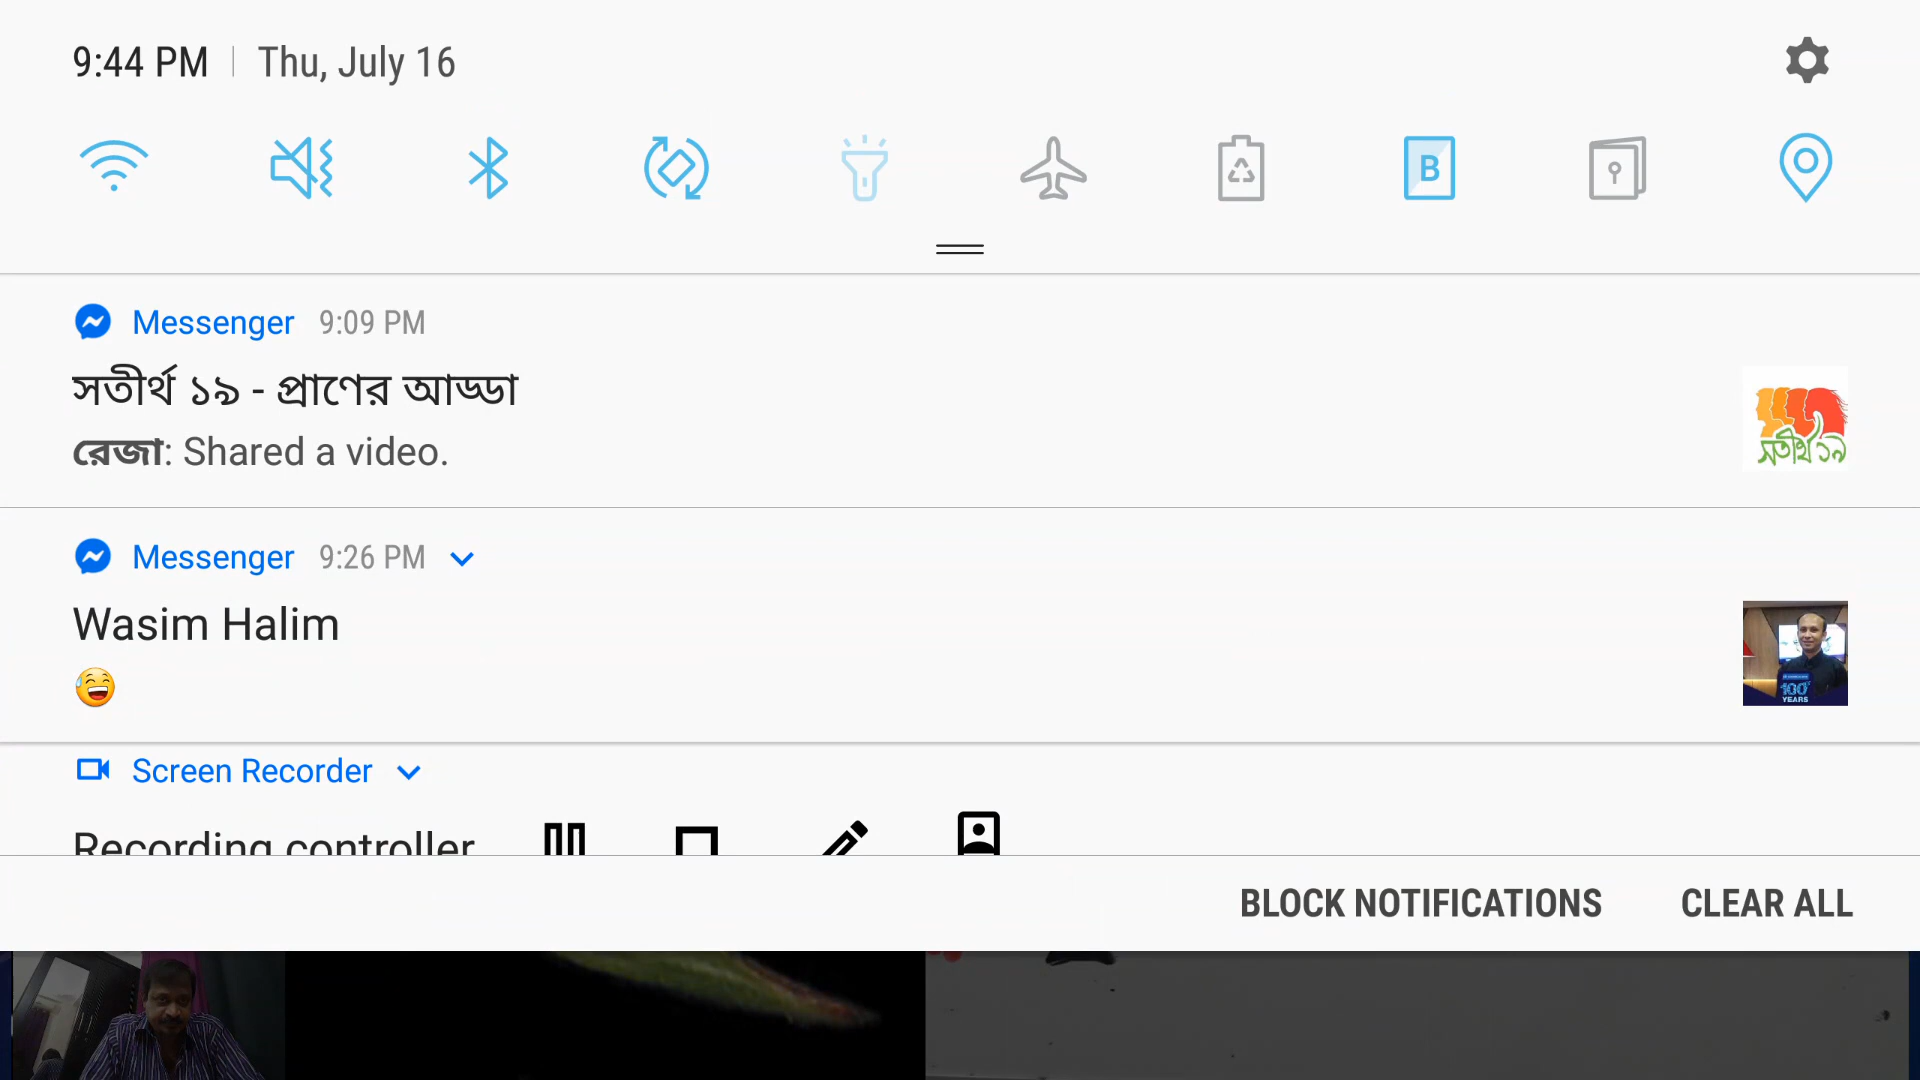 9:44 PM | Thu, July 16
B
Messenger 9:09 PM
সতীর্থ ১৯ - প্রাণের আড্ডা
রেজা: Shared a video.
সতীর্থ ১৯
Messenger 9:26 PM
Wasim Halim
100
YEARS
Screen Recorder
Recording controller
BLOCK NOTIFICATIONS CLEAR ALL